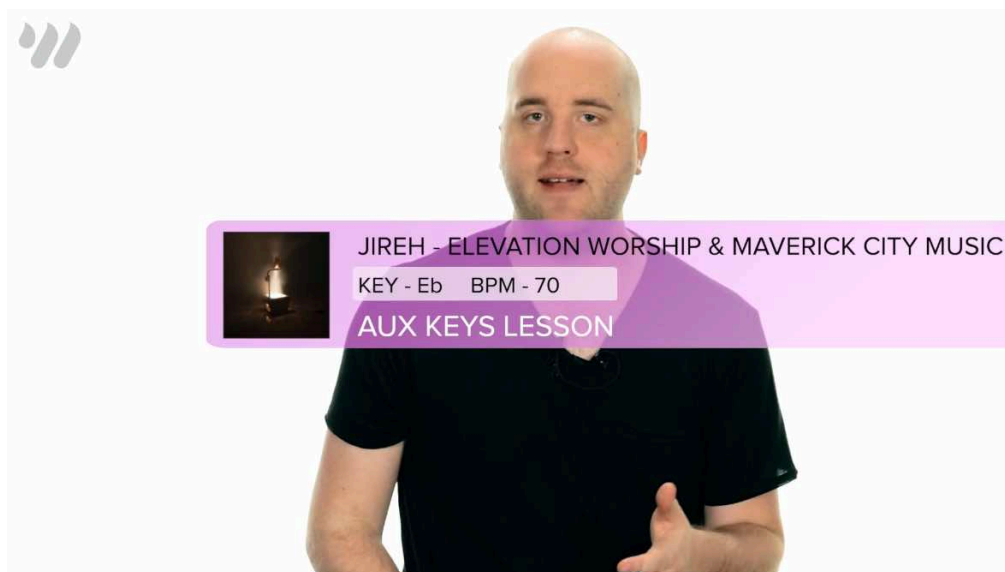 JIREH - ELEVATION WORSHIP & MAVERICK CITY MUSIC
KEY - Eb BPM - 70
AUX KEYS LESSON